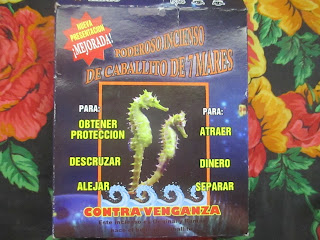 NUEVA
PRESENTACION
¡MEJORADA!
PODEROSO INCIENSO
DE CABALLITO DE 7 MARES
PARA:
OBTENER
PROTECCION
DESCRUZAR
ALEJAR
PARA:
ATRAER
DINERO
SEPARAR
CONTRA VENGANZA